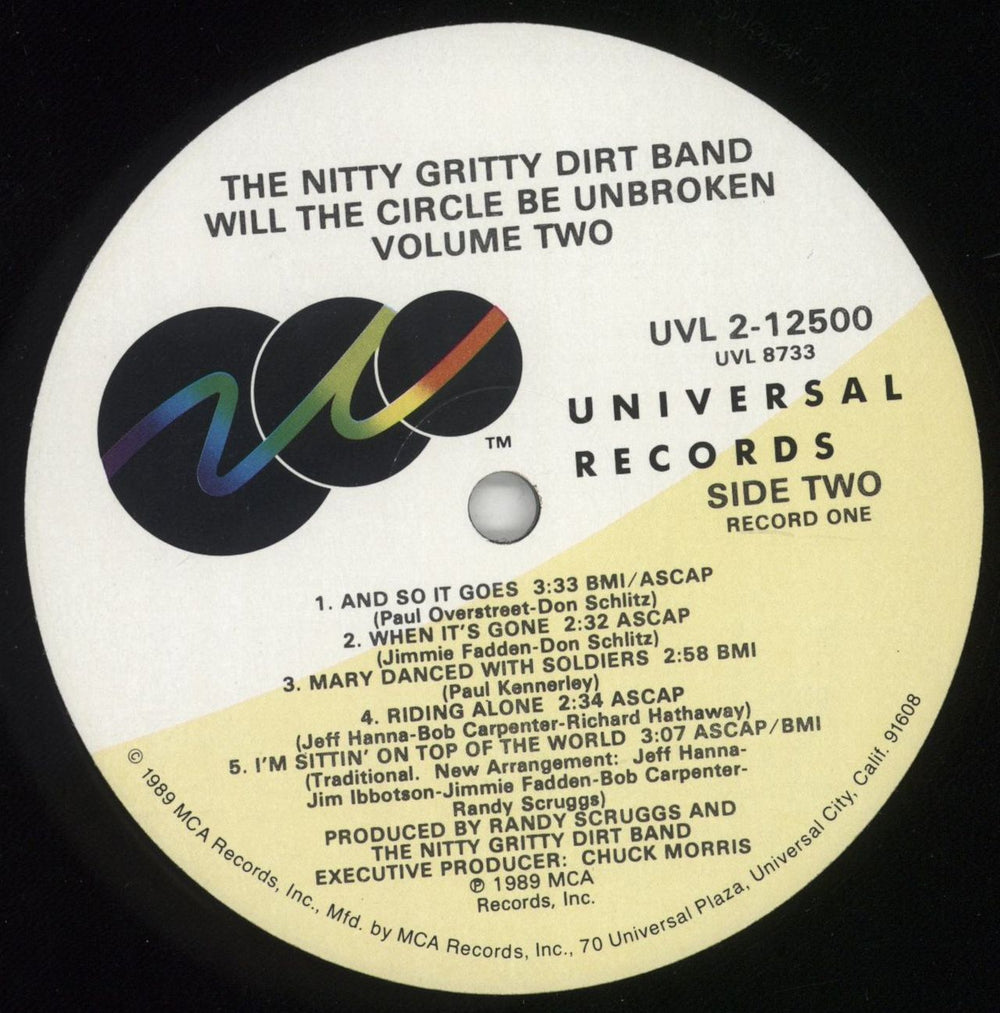 THE NITTY GRITTY DIRT BAND
WILL THE CIRCLE BE UNBROKEN
VOLUME TWO
TM
UVL 2-12500
UVL 8733
UNIVERSAL
RECORDS
SIDE TWO
RECORD ONE
1. AND SO IT GOES 3:33 BMI/ASCAP
(Paul Overstreet-Don Schlitz)
2. WHEN IT'S GONE 2:32 ASCAP
(Jimmie Fadden-Don Schlitz)
3. MARY DANCED WITH SOLDIERS 2:58 BMI
(Paul Kennerley)
4. RIDING ALONE 2:34 ASCAP
(Jeff Hanna-Bob Carpenter-Richard Hathaway)
5. I'M SITTIN' ON TOP OF THE WORLD 3:07 ASCAP/BMI
(Traditional. New Arrangement: Jeff Hanna-
Jim Ibbotson-Jimmie Fadden-Bob Carpenter-
Randy Scruggs)
PRODUCED BY RANDY SCRUGGS AND
THE NITTY GRITTY DIRT BAND
EXECUTIVE PRODUCER: CHUCK MORRIS
℗ 1989 MCA
Records, Inc.
© 1989 MCA Records, Inc., Mfd. by MCA Records, Inc., 70 Universal Plaza, Universal City, Calif. 91608